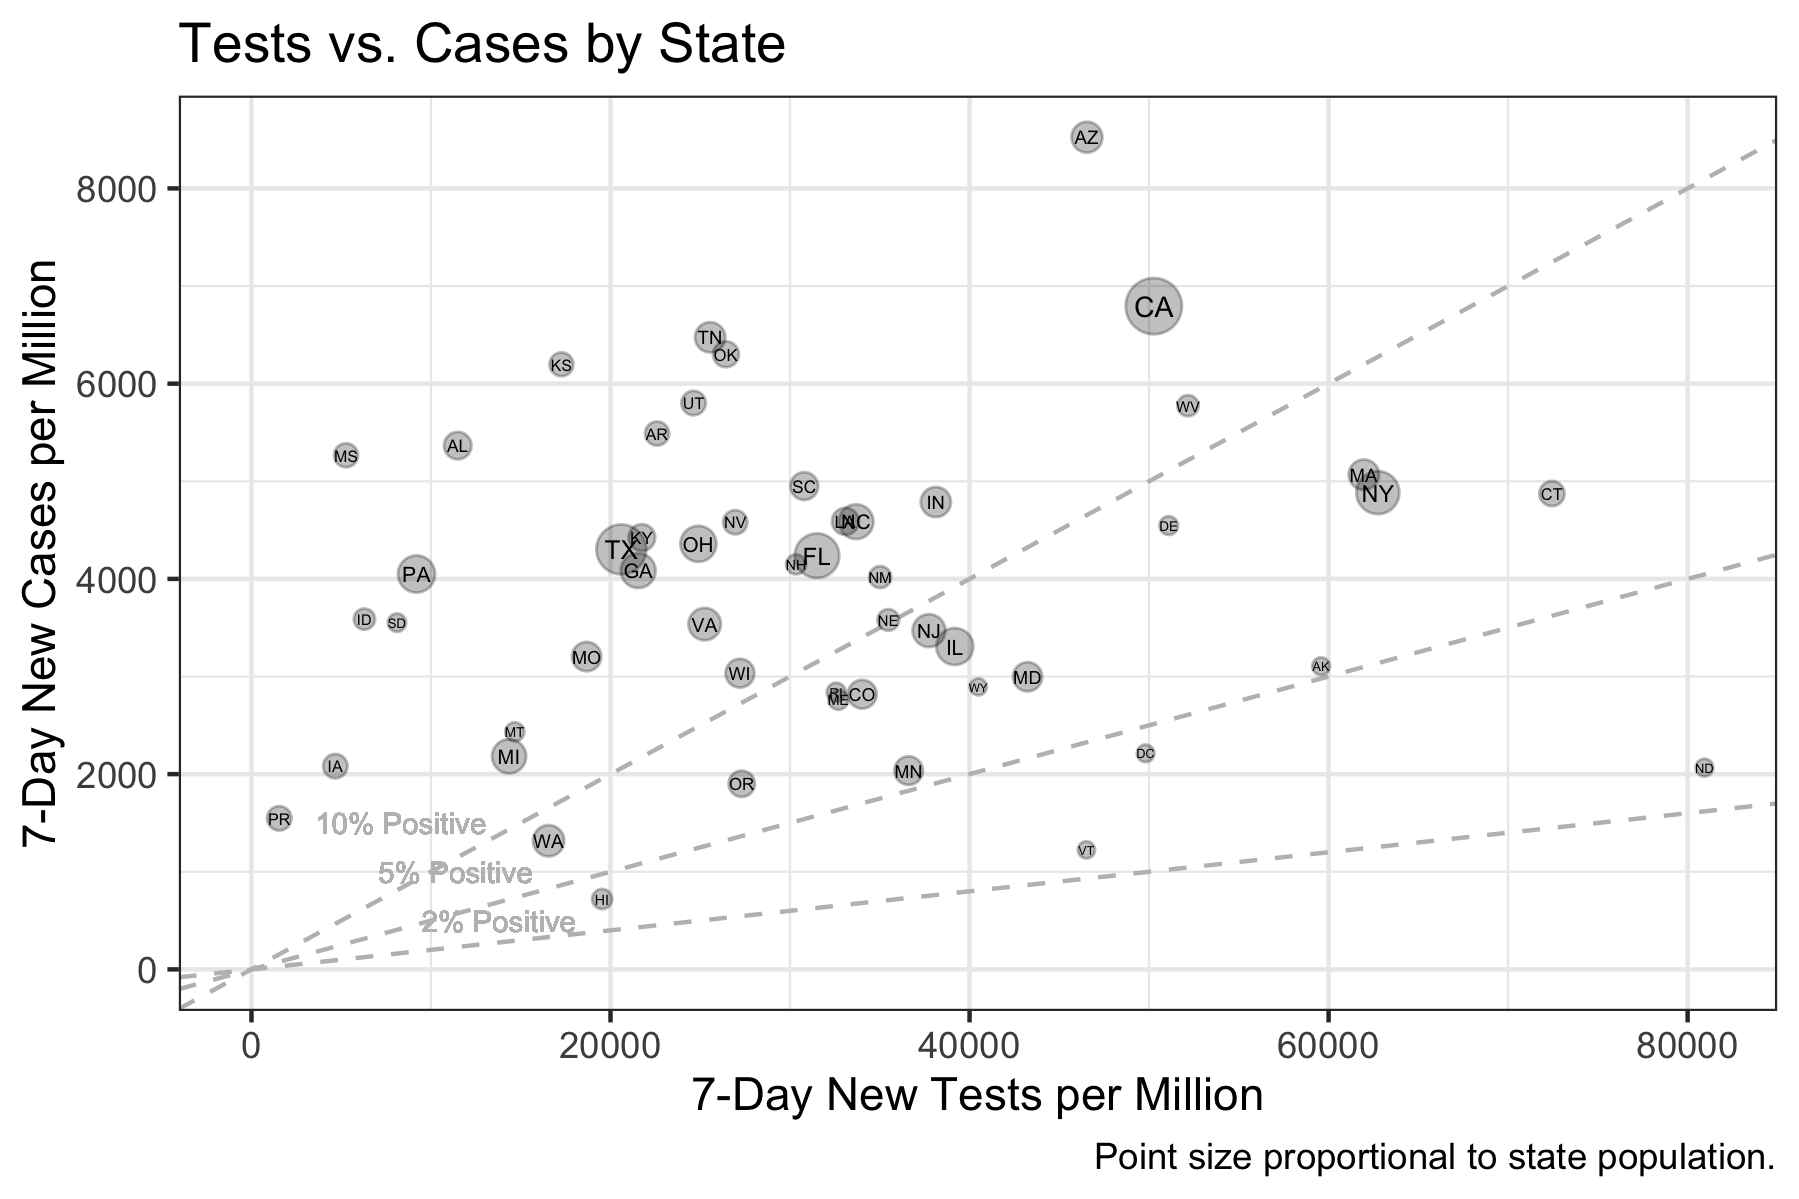 Tests vs. Cases by State
7-Day New Cases per Million
8000
6000
4000
2000
0
AZ
CA
TN
OK
KS
UT
WV
AR
AL
MS
MA
NY
CT
SC
IN
NV
LA
NC
DE
KY
TX
OH
GA
FL
NH
PA
NM
ID
SD
NE
VA
NJ
IL
MO
WI
AK
MD
WY
RI
ME
CO
MT
MI
DC
IA
MN
ND
OR
PR
10% Positive
WA
VT
5% Positive
HI
2% Positive
0 20000 40000 60000 80000
7-Day New Tests per Million
Point size proportional to state population.